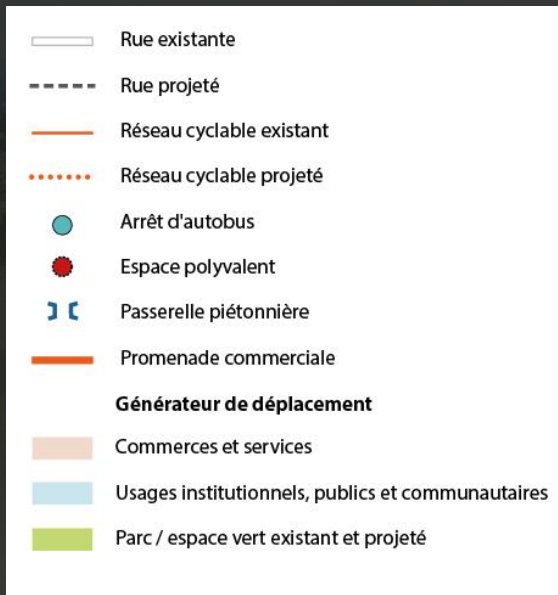 Rue existante
Rue projeté
Réseau cyclable existant
Réseau cyclable projeté
Arrêt d'autobus
Espace polyvalent
Passerelle piétonnière
Promenade commerciale
Générateur de déplacement
Commerces et services
Usages institutionnels, publics et communautaires
Parc / espace vert existant et projeté